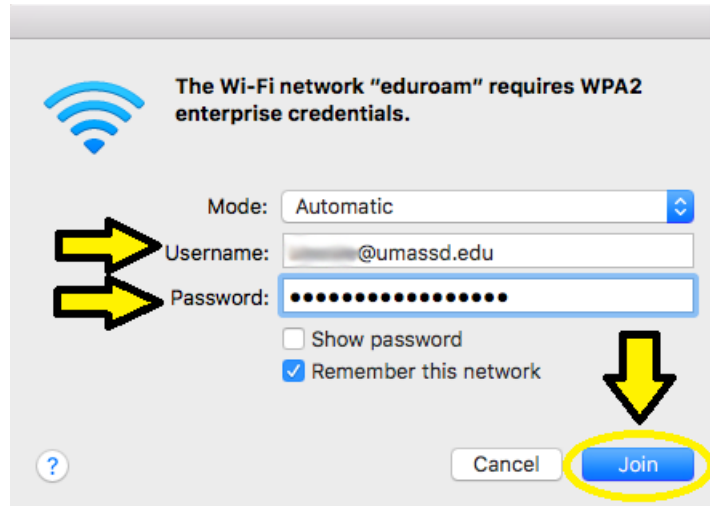 The Wi-Fi network “eduroam” requires WPA2
enterprise credentials.
Mode: Automatic
Username: @umassd.edu
Password: •••••••••••••••••
Show password
Remember this network
? Cancel Join